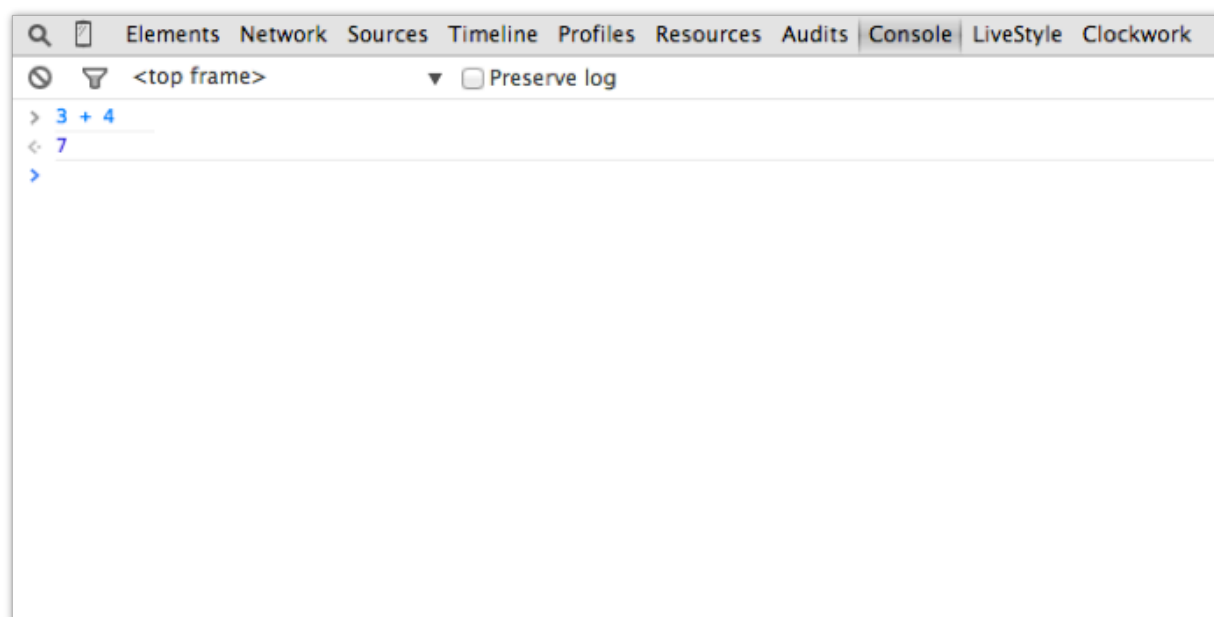 Elements Network Sources Timeline Profiles Resources Audits Console LiveStyle Clockwork
<top frame> ▼ Preserve log
> 3 + 4
<· 7
>